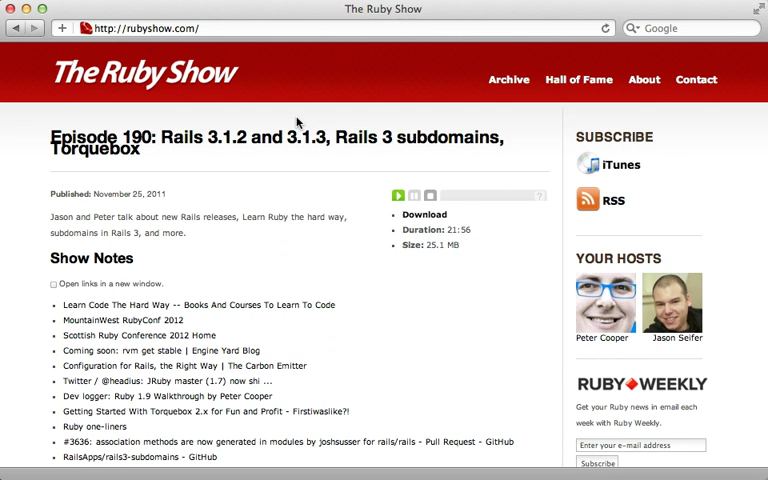 The Ruby Show
http://rubyshow.com/
Google
The Ruby Show
Archive
Hall of Fame
About
Contact
Episode 190: Rails 3.1.2 and 3.1.3, Rails 3 subdomains,
Torquebox
Published: November 25, 2011
Jason and Peter talk about new Rails releases, Learn Ruby the hard way,
subdomains in Rails 3, and more.
?
Download
Duration: 21:56
Size: 25.1 MB
Show Notes
Open links in a new window.
Learn Code The Hard Way -- Books And Courses To Learn To Code
MountainWest RubyConf 2012
Scottish Ruby Conference 2012 Home
Coming soon: rvm get stable | Engine Yard Blog
Configuration for Rails, the Right Way | The Carbon Emitter
Twitter / @headius: JRuby master (1.7) now shi ...
Dev logger: Ruby 1.9 Walkthrough by Peter Cooper
Getting Started With Torquebox 2.x for Fun and Profit - Firstiwaslike?!
Ruby one-liners
#3636: association methods are now generated in modules by joshsusser for rails/rails - Pull Request - GitHub
RailsApps/rails3-subdomains - GitHub
SUBSCRIBE
iTunes
RSS
YOUR HOSTS
Peter Cooper
Jason Seifer
RUBY WEEKLY
Get your Ruby news in email each
week with Ruby Weekly.
Enter your e-mail address
Subscribe